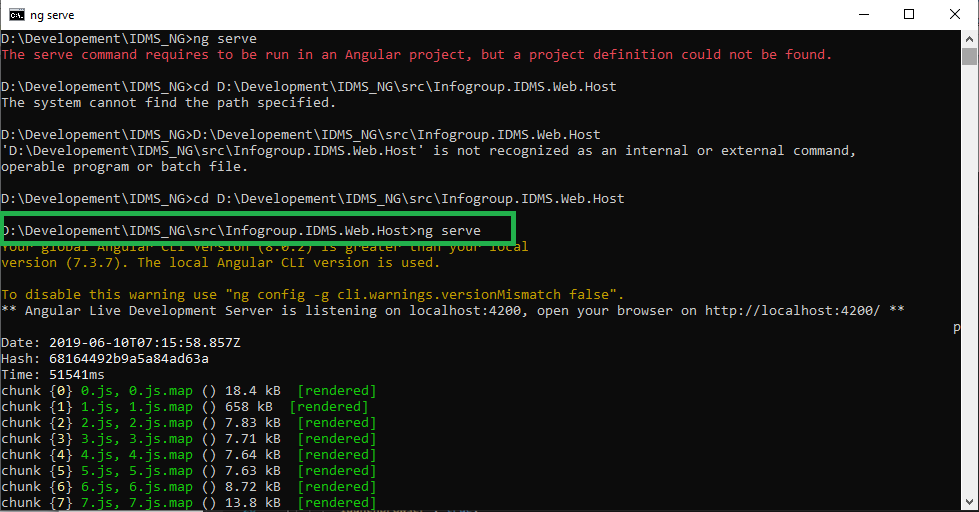 ng serve
D:\Developement\IDMS_NG>ng serve
The serve command requires to be run in an Angular project, but a project definition could not be found.
D:\Developement\IDMS_NG>cd D:\Development\IDMS_NG\src\Infogroup.IDMS.Web.Host
The system cannot find the path specified.
D:\Developement\IDMS_NG>D:\Developement\IDMS_NG\src\Infogroup.IDMS.Web.Host
'D:\Developement\IDMS_NG\src\Infogroup.IDMS.Web.Host' is not recognized as an internal or external command,
operable program or batch file.
D:\Developement\IDMS_NG>cd D:\Developement\IDMS_NG\src\Infogroup.IDMS.Web.Host
D:\Developement\IDMS_NG\src\Infogroup.IDMS.Web.Host>ng serve
Your global Angular CLI version (8.0.2) is greater than your local
version (7.3.7). The local Angular CLI version is used.
To disable this warning use "ng config -g cli.warnings.versionMismatch false".
** Angular Live Development Server is listening on localhost:4200, open your browser on http://localhost:4200/ **
p
Date: 2019-06-10T07:15:58.857Z
Hash: 68164492b9a5a84ad63a
Time: 51541ms
chunk {0} 0.js, 0.js.map () 18.4 kB [rendered]
chunk {1} 1.js, 1.js.map () 658 kB [rendered]
chunk {2} 2.js, 2.js.map () 7.83 kB [rendered]
chunk {3} 3.js, 3.js.map () 7.71 kB [rendered]
chunk {4} 4.js, 4.js.map () 7.64 kB [rendered]
chunk {5} 5.js, 5.js.map () 7.63 kB [rendered]
chunk {6} 6.js, 6.js.map () 8.72 kB [rendered]
chunk {7} 7.js, 7.js.map () 13.8 kB [rendered]